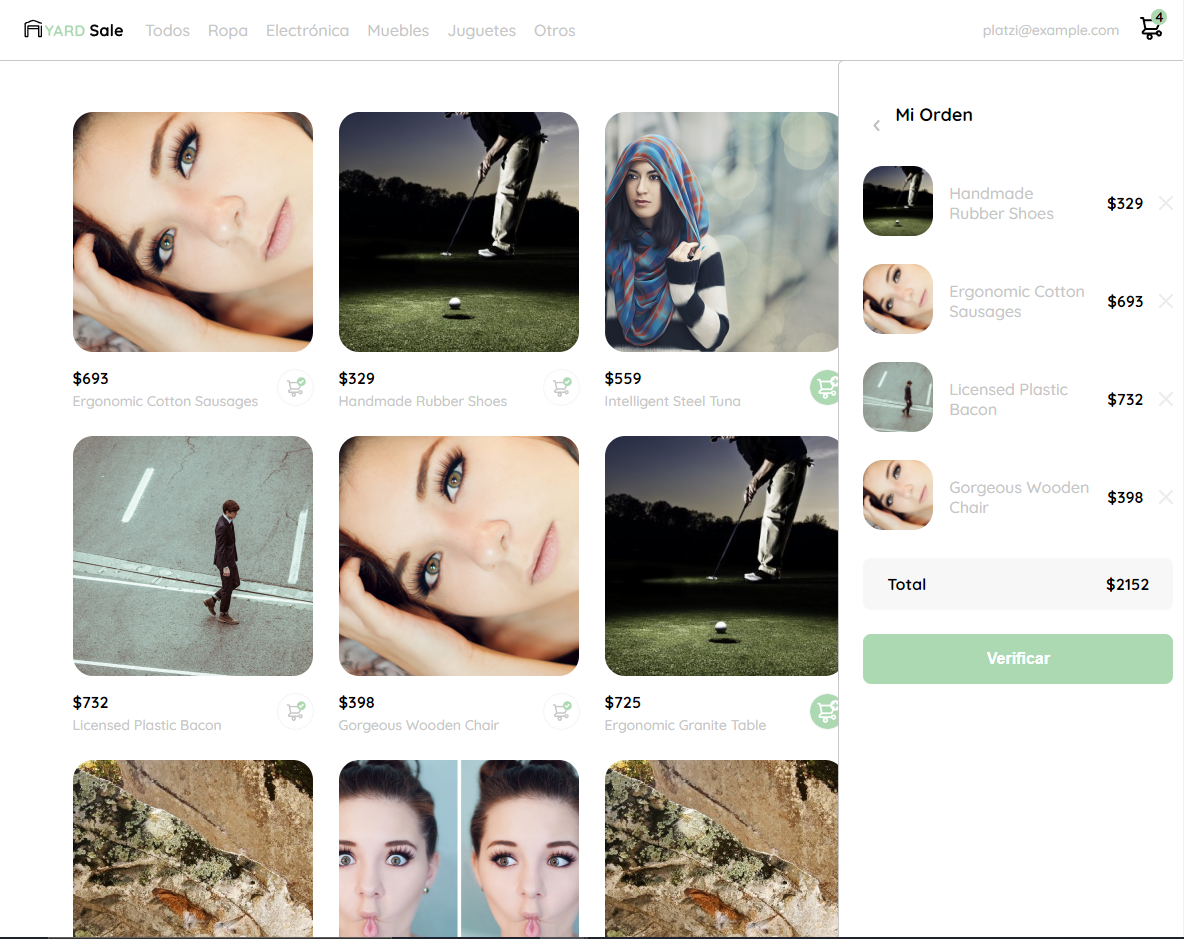 YARD Sale Todos Ropa Electrónica Muebles Juguetes Otros platzi@example.com 4
$693
Ergonomic Cotton Sausages
$329
Handmade Rubber Shoes
$559
Intelligent Steel Tuna
$732
Licensed Plastic Bacon
$398
Gorgeous Wooden Chair
$725
Ergonomic Granite Table
Mi Orden
Handmade
Rubber Shoes
$329
Ergonomic Cotton
Sausages
$693
Licensed Plastic
Bacon
$732
Gorgeous Wooden
Chair
$398
Total $2152
Verificar